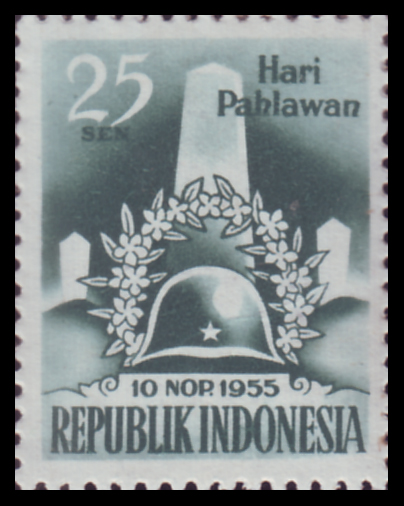 25
SEN
Hari
Pahlawan
10 NOP. 1955
REPUBLIK INDONESIA